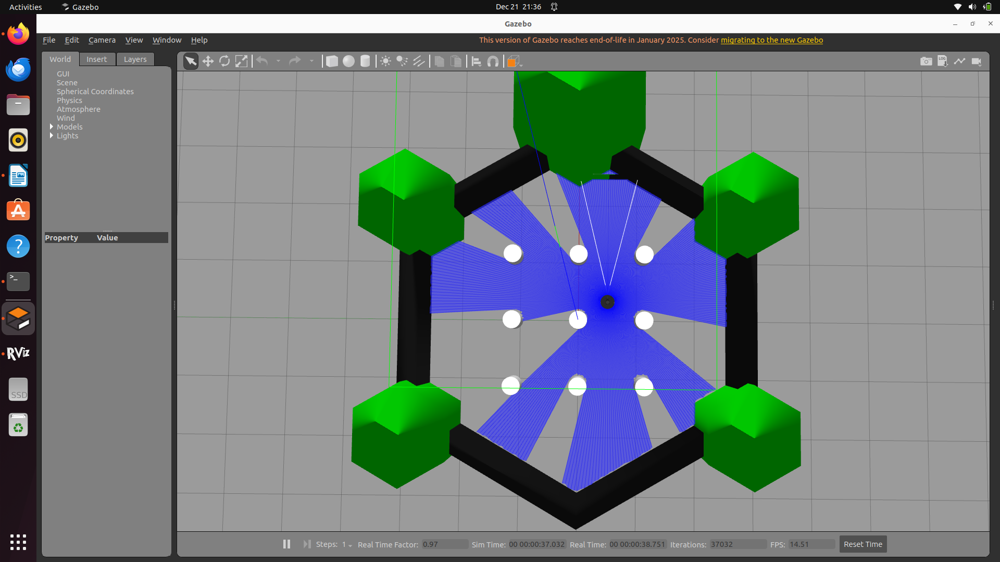 Activities Gazebo Dec 21 21:36
Gazebo
File Edit Camera View Window Help This version of Gazebo reaches end-of-life in January 2025. Consider migrating to the new Gazebo
World Insert Layers
LOG
GUI
Scene
Spherical Coordinates
Physics
Atmosphere
Wind
Models
Lights
Property Value
>_
?
RViz
SSD
Steps: 1 Real Time Factor: 0.97 Sim Time: 00 00:00:37.032 Real Time: 00 00:00:38.751 Iterations: 37032 FPS: 14.51 Reset Time